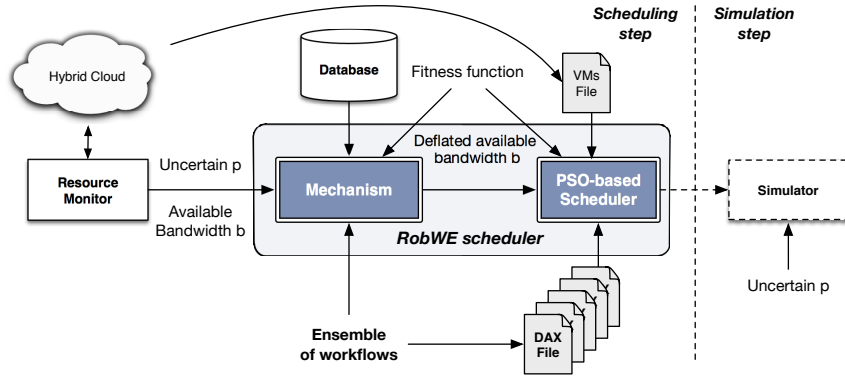 Scheduling
step
Simulation
step
Hybrid Cloud
Database
Fitness function
VMs
File
Deflated available
bandwidth b
Uncertain p
Resource
Monitor
Available
Bandwidth b
Mechanism
PSO-based
Scheduler
Simulator
RobWE scheduler
Uncertain p
Ensemble
of workflows
DAX
File